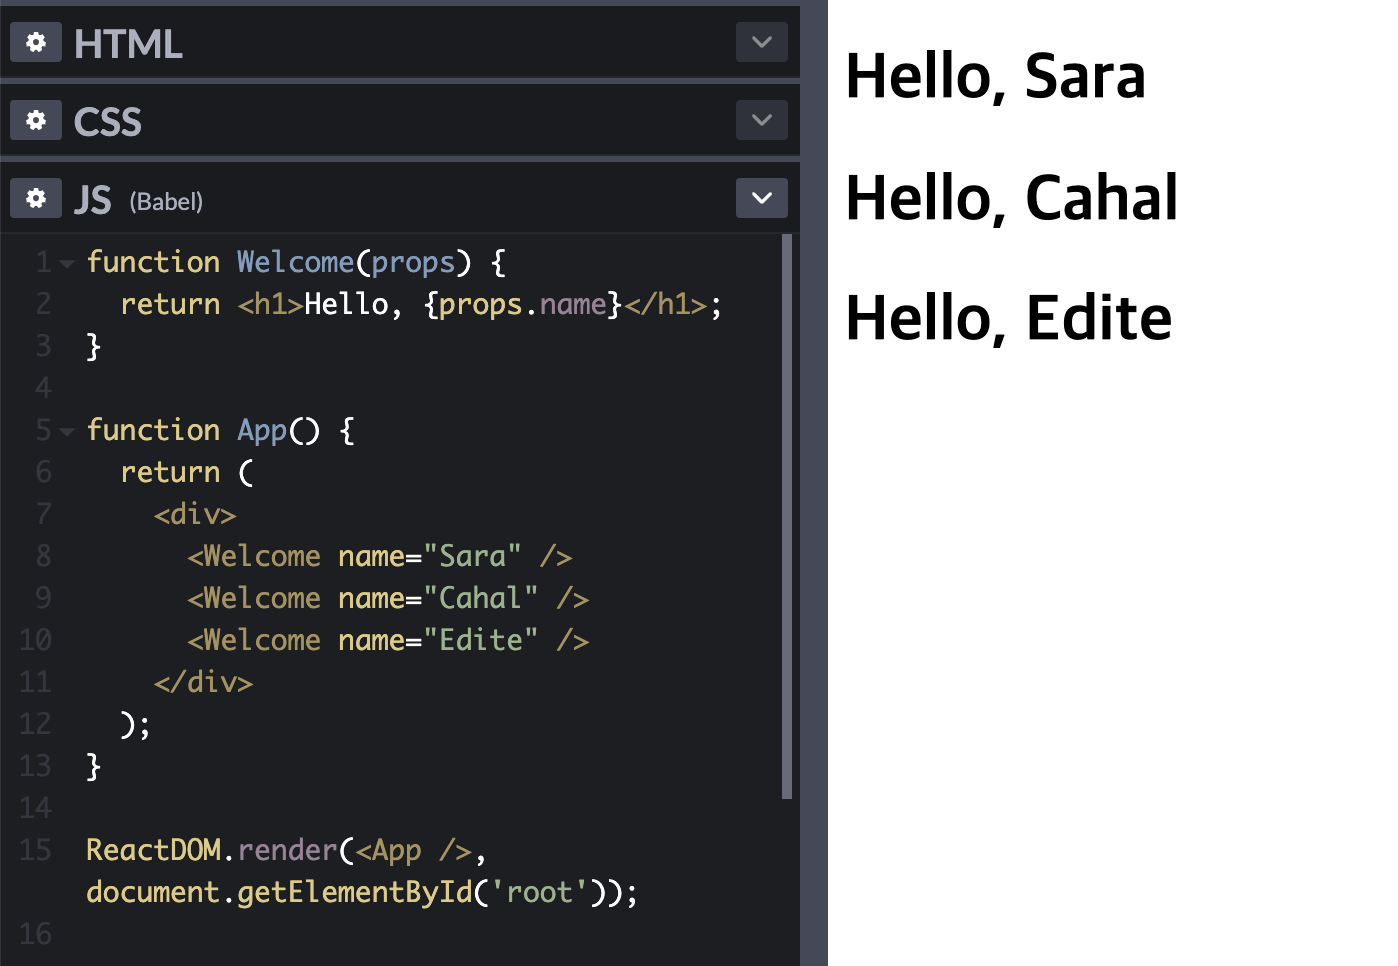 HTML
CSS
JS (Babel)
1 function Welcome(props) {
2 return <h1>Hello, {props.name}</h1>;
3 }
4
5 function App() {
6 return (
7 <div>
8 <Welcome name="Sara" />
9 <Welcome name="Cahal" />
10 <Welcome name="Edite" />
11 </div>
12 );
13 }
14
15 ReactDOM.render(<App />,
document.getElementById('root'));
16
Hello, Sara
Hello, Cahal
Hello, Edite